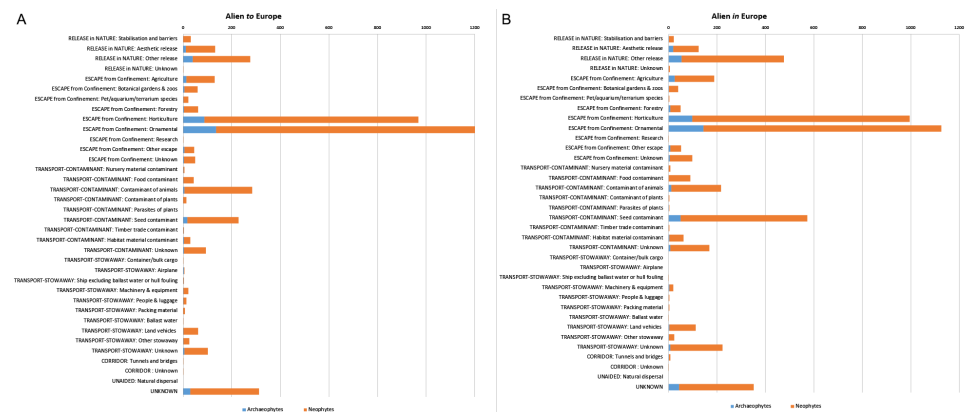 A
Alien to Europe
0 200 400 600 800 1000 1200
RELEASE in NATURE: Stabilisation and barriers
RELEASE in NATURE: Aesthetic release
RELEASE in NATURE: Other release
RELEASE in NATURE: Unknown
ESCAPE from Confinement: Agriculture
ESCAPE from Confinement: Botanical gardens & zoos
ESCAPE from Confinement: Pet/aquarium/terrarium species
ESCAPE from Confinement: Forestry
ESCAPE from Confinement: Horticulture
ESCAPE from Confinement: Ornamental
ESCAPE from Confinement: Research
ESCAPE from Confinement: Other escape
ESCAPE from Confinement: Unknown
TRANSPORT-CONTAMINANT: Nursery material contaminant
TRANSPORT-CONTAMINANT: Food contaminant
TRANSPORT-CONTAMINANT: Contaminant of animals
TRANSPORT-CONTAMINANT: Contaminant of plants
TRANSPORT-CONTAMINANT: Parasites of plants
TRANSPORT-CONTAMINANT: Seed contaminant
TRANSPORT-CONTAMINANT: Timber trade contaminant
TRANSPORT-CONTAMINANT: Habitat material contaminant
TRANSPORT-CONTAMINANT: Unknown
TRANSPORT-STOWAWAY: Container/bulk cargo
TRANSPORT-STOWAWAY: Airplane
TRANSPORT-STOWAWAY: Ship excluding ballast water or hull fouling
TRANSPORT-STOWAWAY: Machinery & equipment
TRANSPORT-STOWAWAY: People & luggage
TRANSPORT-STOWAWAY: Packing material
TRANSPORT-STOWAWAY: Ballast water
TRANSPORT-STOWAWAY: Land vehicles
TRANSPORT-STOWAWAY: Other stowaway
TRANSPORT-STOWAWAY: Unknown
CORRIDOR: Tunnels and bridges
CORRIDOR : Unknown
UNAIDED: Natural dispersal
UNKNOWN
Archaeophytes Neophytes
B
Alien in Europe
0 200 400 600 800 1000 1200
RELEASE in NATURE: Stabilisation and barriers
RELEASE in NATURE: Aesthetic release
RELEASE in NATURE: Other release
RELEASE in NATURE: Unknown
ESCAPE from Confinement: Agriculture
ESCAPE from Confinement: Botanical gardens & zoos
ESCAPE from Confinement: Pet/aquarium/terrarium species
ESCAPE from Confinement: Forestry
ESCAPE from Confinement: Horticulture
ESCAPE from Confinement: Ornamental
ESCAPE from Confinement: Research
ESCAPE from Confinement: Other escape
ESCAPE from Confinement: Unknown
TRANSPORT-CONTAMINANT: Nursery material contaminant
TRANSPORT-CONTAMINANT: Food contaminant
TRANSPORT-CONTAMINANT: Contaminant of animals
TRANSPORT-CONTAMINANT: Contaminant of plants
TRANSPORT-CONTAMINANT: Parasites of plants
TRANSPORT-CONTAMINANT: Seed contaminant
TRANSPORT-CONTAMINANT: Timber trade contaminant
TRANSPORT-CONTAMINANT: Habitat material contaminant
TRANSPORT-CONTAMINANT: Unknown
TRANSPORT-STOWAWAY: Container/bulk cargo
TRANSPORT-STOWAWAY: Airplane
TRANSPORT-STOWAWAY: Ship excluding ballast water or hull fouling
TRANSPORT-STOWAWAY: Machinery & equipment
TRANSPORT-STOWAWAY: People & luggage
TRANSPORT-STOWAWAY: Packing material
TRANSPORT-STOWAWAY: Ballast water
TRANSPORT-STOWAWAY: Land vehicles
TRANSPORT-STOWAWAY: Other stowaway
TRANSPORT-STOWAWAY: Unknown
CORRIDOR: Tunnels and bridges
CORRIDOR : Unknown
UNAIDED: Natural dispersal
UNKNOWN
Archaeophytes Neophytes